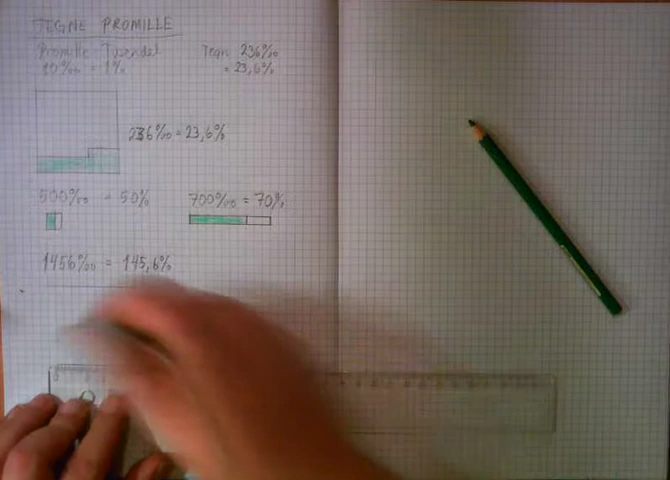 TEGNE PROMILLE
Promille Tusendel
10‰ = 1%
Tegn 236‰
= 23,6%
236‰ = 23,6%
500‰ = 50%
700‰ = 70%
1456‰ = 145,6%